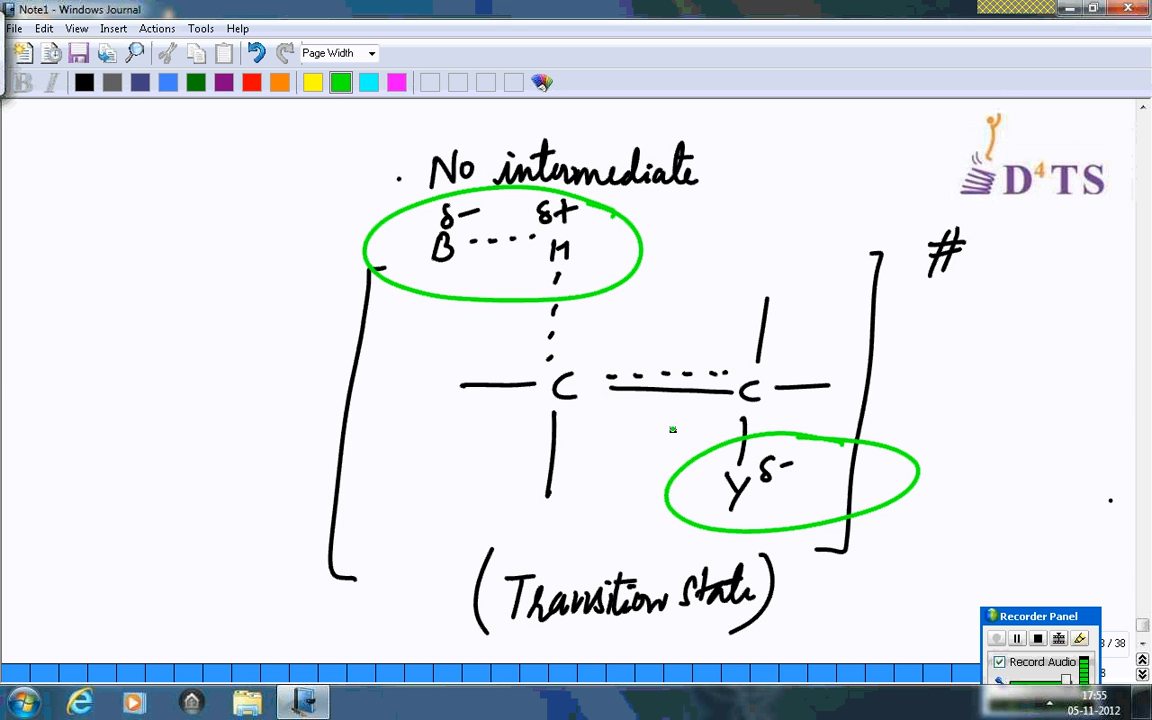 Note1 - Windows Journal
File Edit View Insert Actions Tools Help
Page Width
B I
. No intermediate
D4TS
δ- δ+
B H
#
C C
Y δ-
(Transition state)
Recorder Panel
/ 38
Record Audio
17:55
05-11-2012